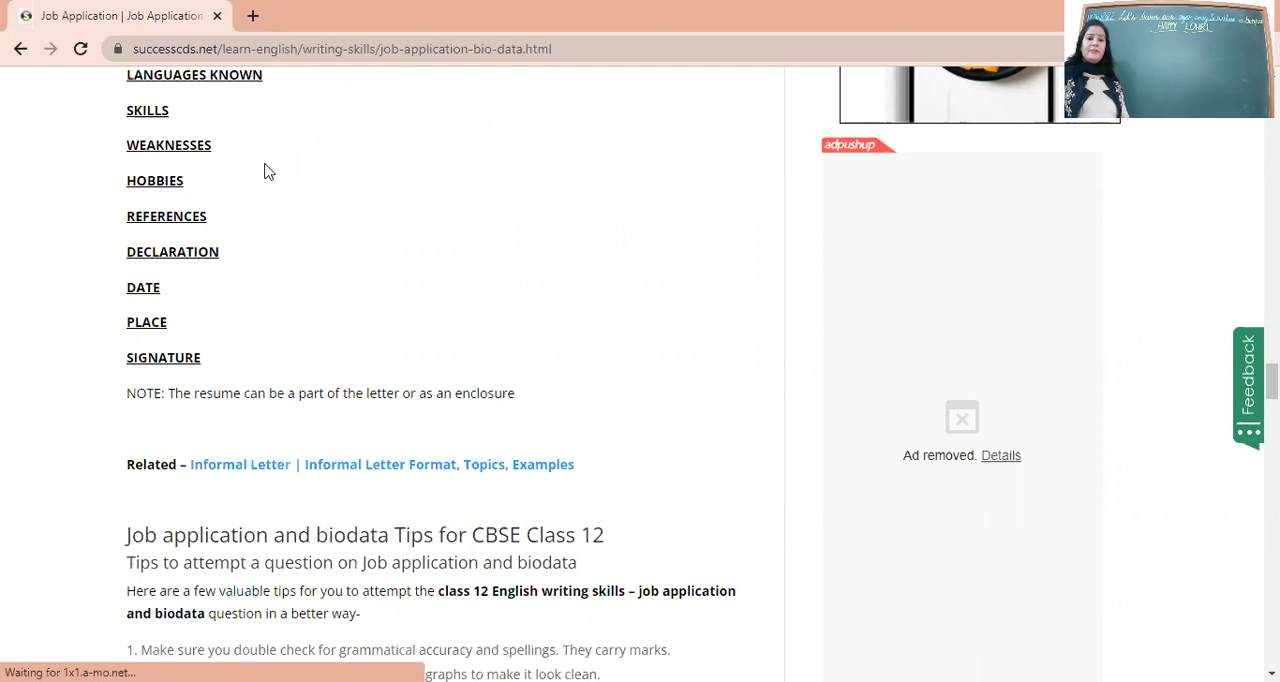 Job Application | Job Application
successcds.net/learn-english/writing-skills/job-application-bio-data.html
HAPPY LOHRI
LANGUAGES KNOWN
SKILLS
WEAKNESSES
HOBBIES
REFERENCES
DECLARATION
DATE
PLACE
SIGNATURE
NOTE: The resume can be a part of the letter or as an enclosure
Related – Informal Letter | Informal Letter Format, Topics, Examples
Job application and biodata Tips for CBSE Class 12
Tips to attempt a question on Job application and biodata
Here are a few valuable tips for you to attempt the class 12 English writing skills – job application
and biodata question in a better way-
1. Make sure you double check for grammatical accuracy and spellings. They carry marks.
graphs to make it look clean.
Waiting for 1x1.a-mo.net...
adpushup
Ad removed. Details
Feedback